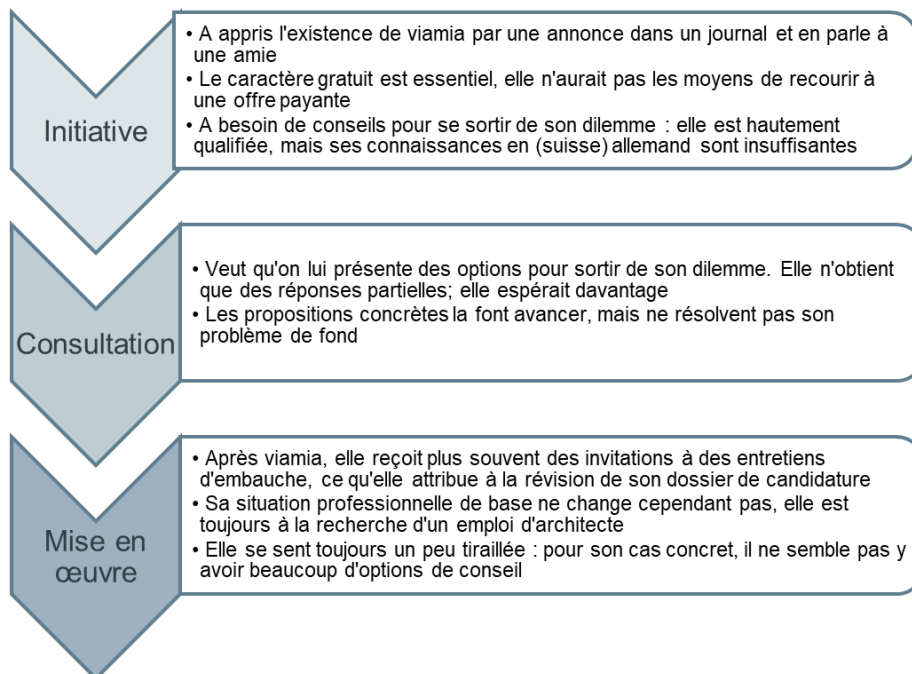 Initiative
• A appris l'existence de viamia par une annonce dans un journal et en parle à
une amie
• Le caractère gratuit est essentiel, elle n'aurait pas les moyens de recourir à
une offre payante
• A besoin de conseils pour se sortir de son dilemme : elle est hautement
qualifiée, mais ses connaissances en (suisse) allemand sont insuffisantes
Consultation
• Veut qu'on lui présente des options pour sortir de son dilemme. Elle n'obtient
que des réponses partielles; elle espérait davantage
• Les propositions concrètes la font avancer, mais ne résolvent pas son
problème de fond
Mise en
œuvre
• Après viamia, elle reçoit plus souvent des invitations à des entretiens
d'embauche, ce qu'elle attribue à la révision de son dossier de candidature
• Sa situation professionnelle de base ne change cependant pas, elle est
toujours à la recherche d'un emploi d'architecte
• Elle se sent toujours un peu tiraillée : pour son cas concret, il ne semble pas y
avoir beaucoup d'options de conseil